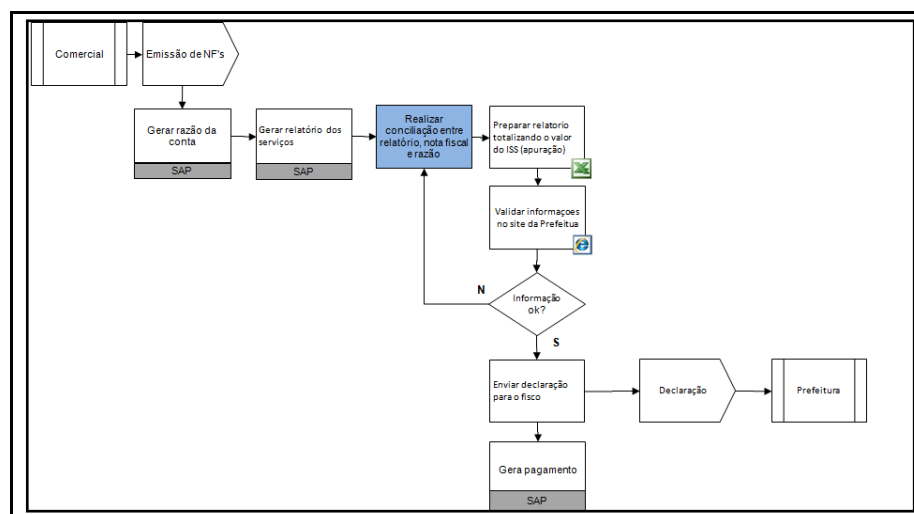 Comercial
Emissão de NF's
Gerar razão da
conta
SAP
Gerar relatório dos
serviços
SAP
Realizar
conciliação entre
relatório, nota fiscal
e razão
Preparar relatorio
totalizando o valor
do ISS (apuração)
Validar informaçoes
no site da Prefeitua
Informação
ok?
N
S
Enviar declaração
para o fisco
Declaração
Prefeitura
Gera pagamento
SAP